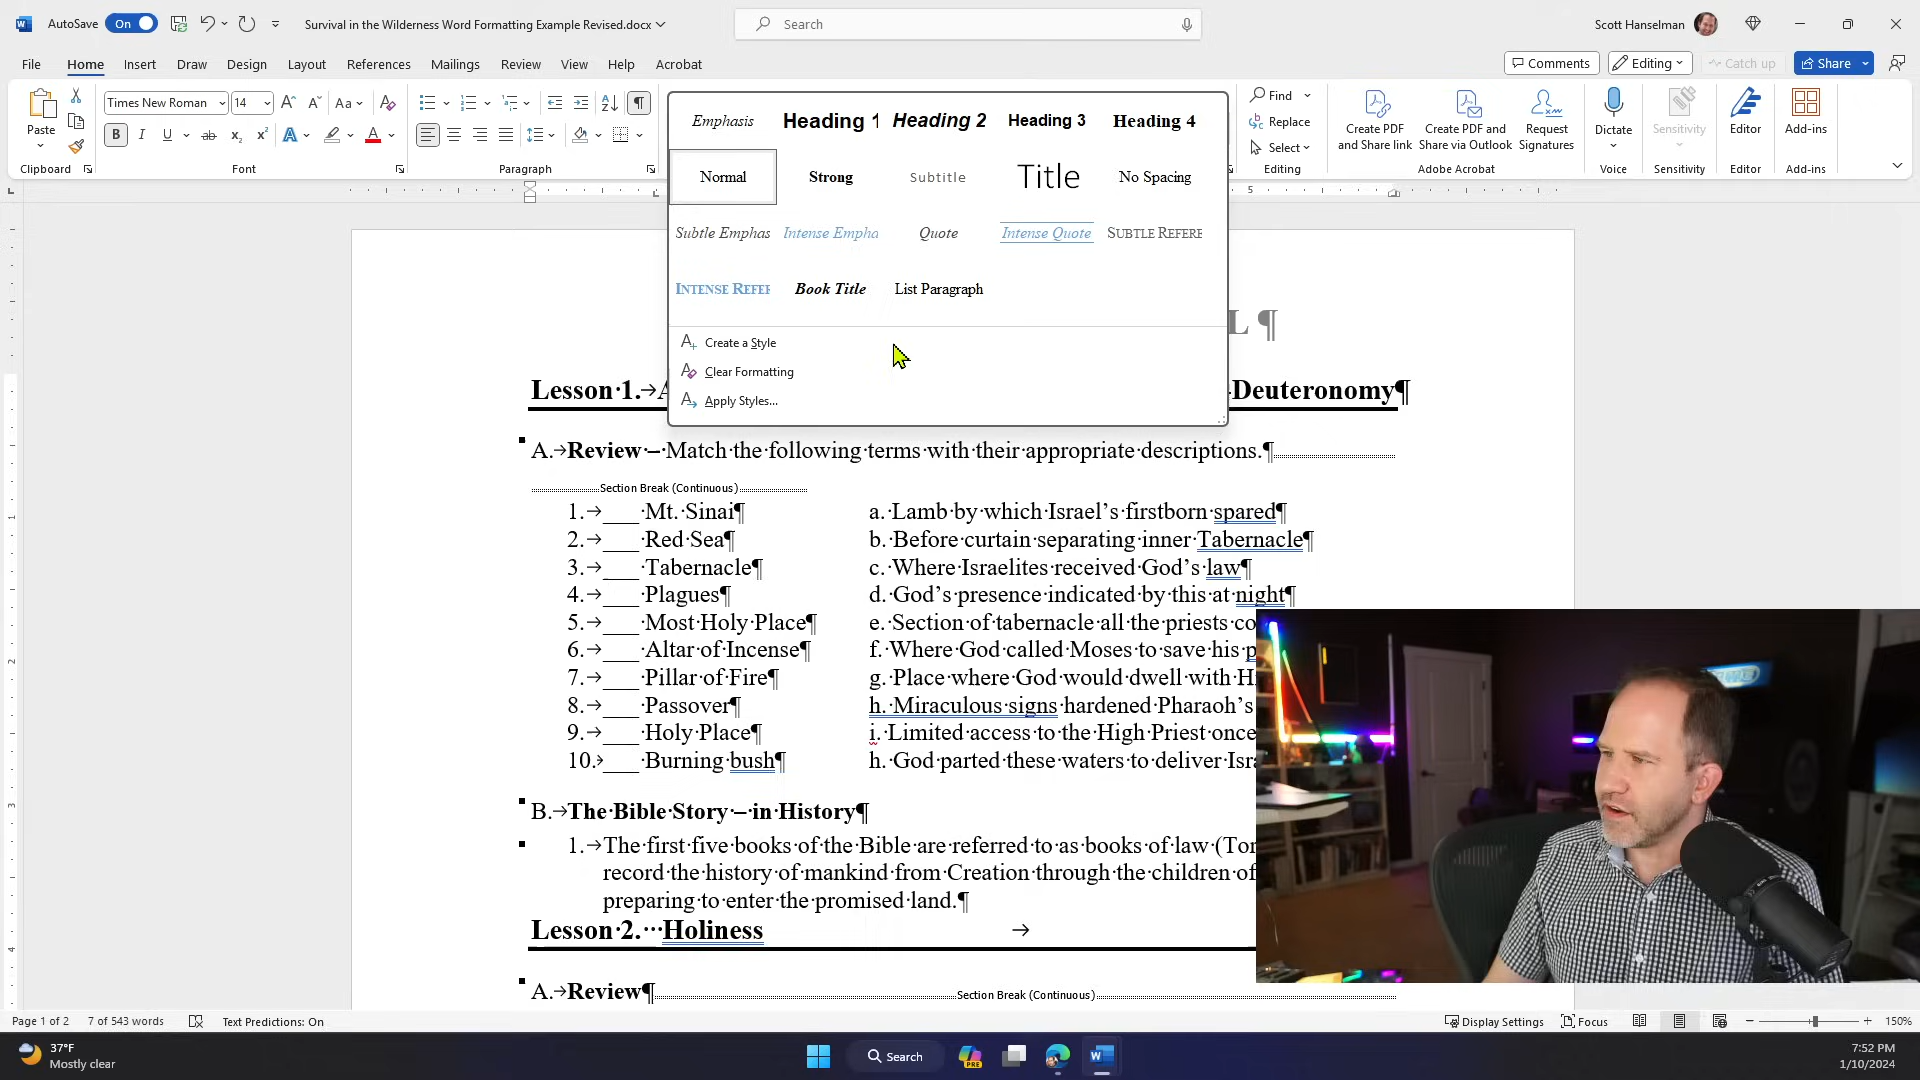 AutoSave On Survival in the Wilderness Word Formatting Example Revised.docx Search Scott Hanselman
File Home Insert Draw Design Layout References Mailings Review View Help Acrobat Comments Editing Catch up Share
Paste
Clipboard
Times New Roman 14 Aa
B I U ab x₂ x² A A
Font
Paragraph
Emphasis Heading 1 Heading 2 Heading 3 Heading 4
Normal Strong Subtitle Title No Spacing
Subtle Emphas Intense Empha Quote Intense Quote SUBTLE REFERE
INTENSE REFER Book Title List Paragraph
Create a Style
Clear Formatting
Apply Styles...
Find
Replace
Select
Editing
Create PDF and Share link
Create PDF and Share via Outlook
Request Signatures
Adobe Acrobat
Dictate
Voice
Sensitivity
Sensitivity
Editor
Editor
Add-ins
Add-ins
L ¶
Lesson·1.→A Deuteronomy¶
A.→Review·–·Match·the·following·terms·with·their·appropriate·descriptions.¶
Section Break (Continuous)
1.→___·Mt.·Sinai¶
2.→___·Red·Sea¶
3.→___·Tabernacle¶
4.→___·Plagues¶
5.→___·Most·Holy·Place¶
6.→___·Altar·of·Incense¶
7.→___·Pillar·of·Fire¶
8.→___·Passover¶
9.→___·Holy·Place¶
10.→___·Burning·bush¶
a.·Lamb·by·which·Israel’s·firstborn·spared¶
b.·Before·curtain·separating·inner·Tabernacle¶
c.·Where·Israelites·received·God’s·law¶
d.·God’s·presence·indicated·by·this·at·night¶
e.·Section·of·tabernacle·all·the·priests·co
f.·Where·God·called·Moses·to·save·his·p
g.·Place·where·God·would·dwell·with·Hi
h.·Miraculous·signs·hardened·Pharaoh’s
i.·Limited·access·to·the·High·Priest·once
h.·God·parted·these·waters·to·deliver·Isra
B.→The·Bible·Story·–·in·History¶
1.→The·first·five·books·of·the·Bible·are·referred·to·as·books·of·law·(Tor
record·the·history·of·mankind·from·Creation·through·the·children·of
preparing·to·enter·the·promised·land.¶
Lesson·2.···Holiness →
A.→Review¶ Section Break (Continuous)
Page 1 of 2 7 of 543 words Text Predictions: On Display Settings Focus 150%
37°F
Mostly clear
Search
PRE
7:52 PM
1/10/2024